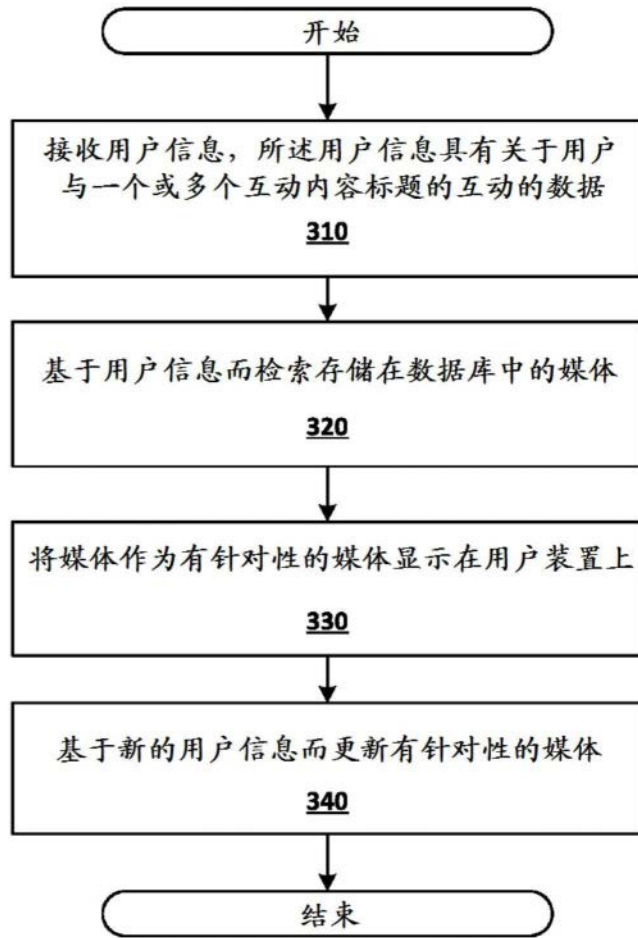 开始
接收用户信息，所述用户信息具有关于用户
与一个或多个互动内容标题的互动的数据
310
基于用户信息而检索存储在数据库中的媒体
320
将媒体作为有针对性的媒体显示在用户装置上
330
基于新的用户信息而更新有针对性的媒体
340
结束